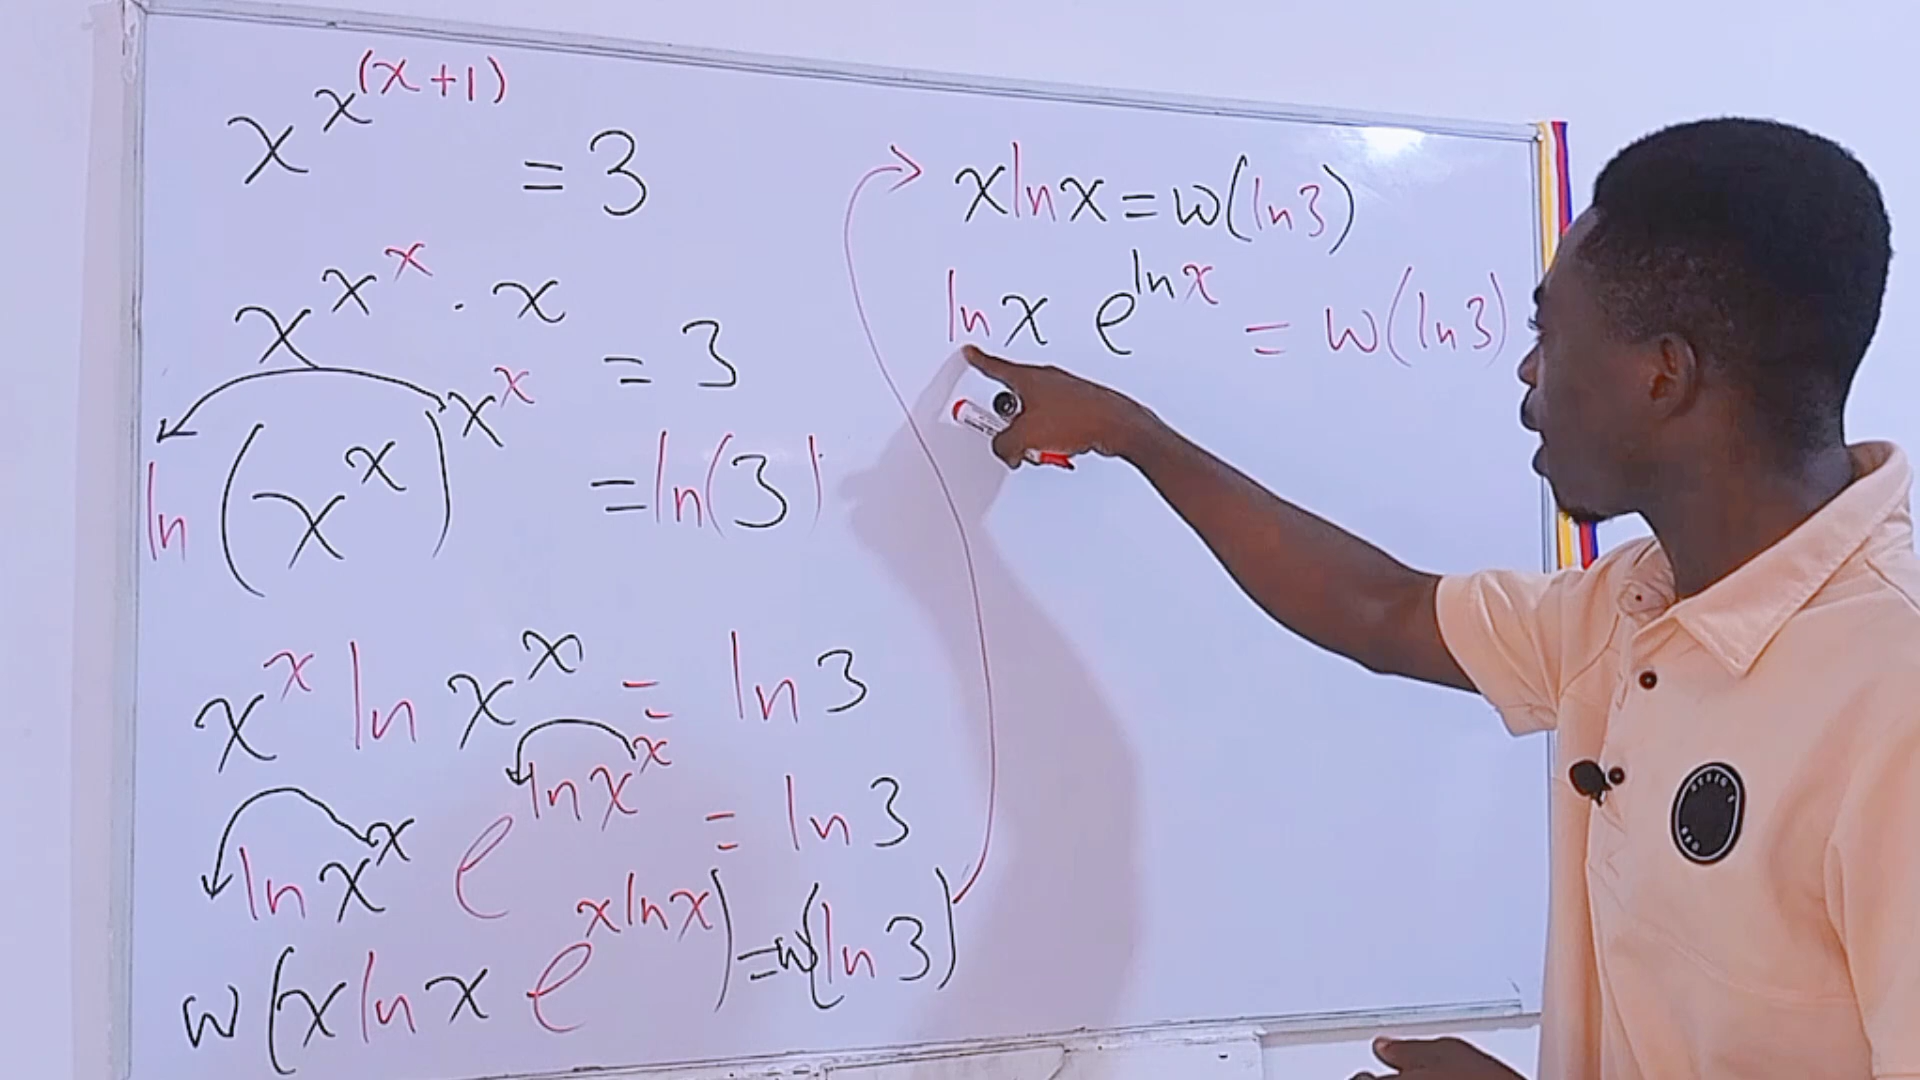 x^{x^{(x+1)}} = 3
x^{x^x · x} = 3
ln (x^x)^{x^x} = ln(3)
x^x ln x^x = ln 3
ln x^x e^{ln x^x} = ln 3
w(x ln x e^{x ln x}) = w(ln 3)
x ln x = w(ln 3)
ln x e^{ln x} = w(ln 3)